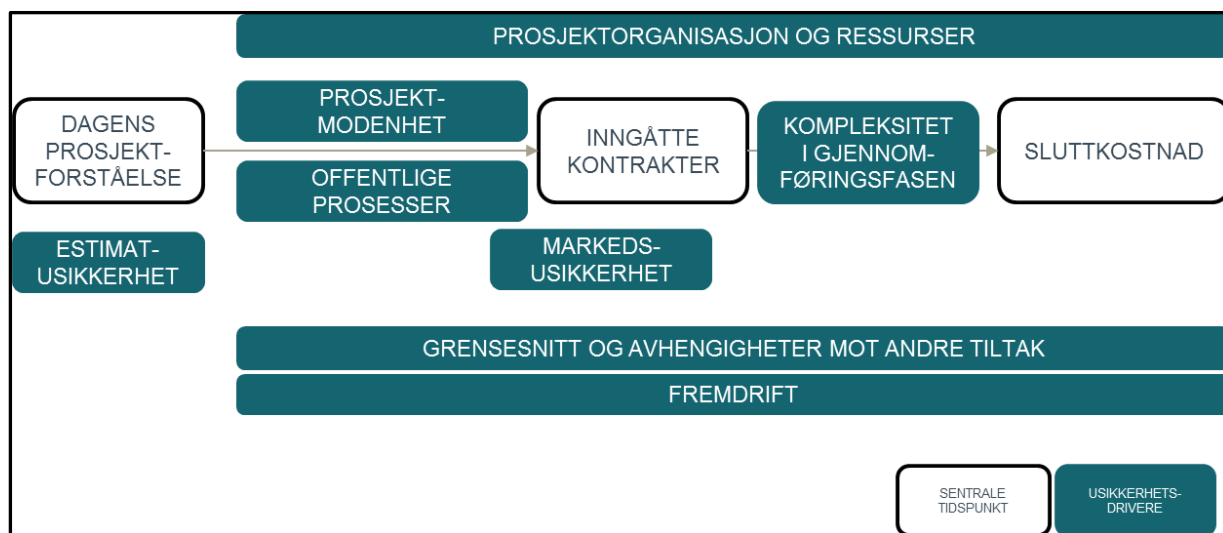 PROSJEKTORGANISASJON OG RESSURSER
DAGENS
PROSJEKT-
FORSTÅELSE
PROSJEKT-
MODENHET
OFFENTLIGE
PROSESSER
INNGÅTTE
KONTRAKTER
KOMPLEKSITET
I GJENNOM-
FØRINGSFASEN
SLUTTKOSTNAD
ESTIMAT-
USIKKERHET
MARKEDS-
USIKKERHET
GRENSESNITT OG AVHENGIGHETER MOT ANDRE TILTAK
FREMDRIFT
SENTRALE
TIDSPUNKT
USIKKERHETS-
DRIVERE